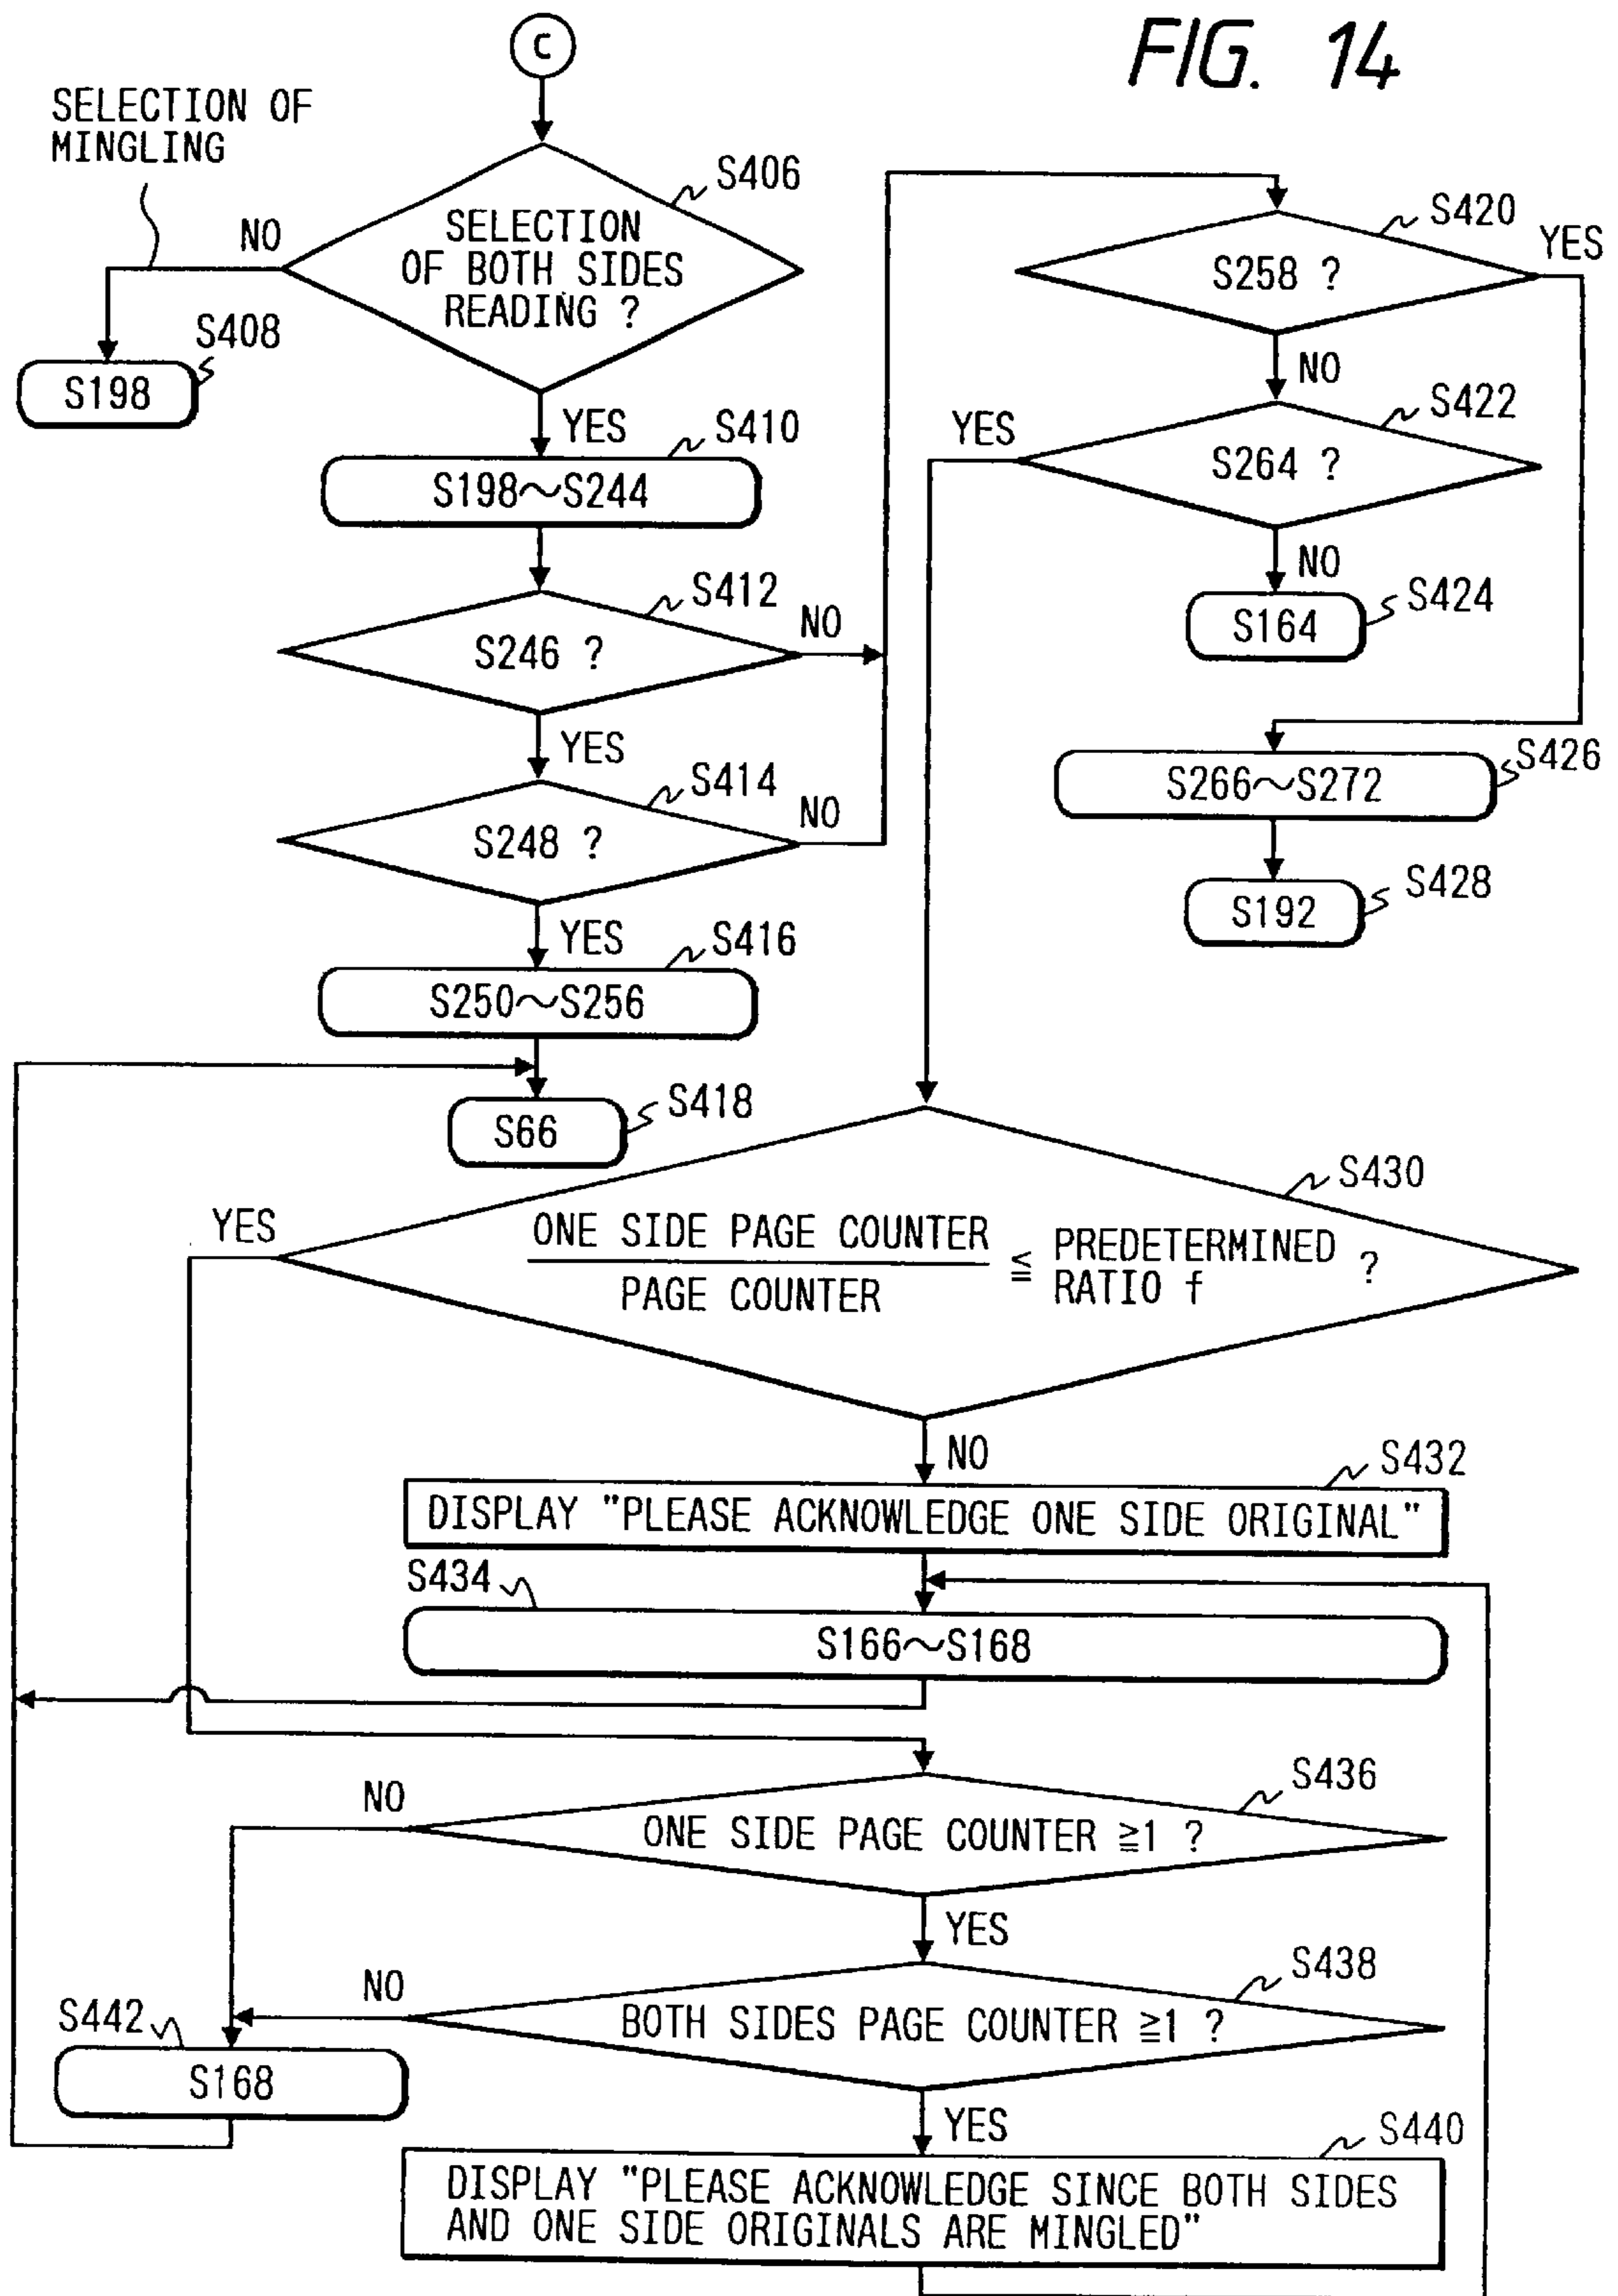 C
FIG. 14
SELECTION OF
MINGLING
S406
NO
SELECTION
OF BOTH SIDES
READING ?
S408
S198
YES
S410
S198~S244
S412
S246 ?
NO
YES
S414
S248 ?
NO
YES
S416
S250~S256
S418
S66
S420
S258 ?
YES
NO
S422
S264 ?
YES
NO
S424
S164
S426
S266~S272
S428
S192
S430
YES
ONE SIDE PAGE COUNTER
PAGE COUNTER
≦ PREDETERMINED
RATIO f
?
NO
S432
DISPLAY "PLEASE ACKNOWLEDGE ONE SIDE ORIGINAL"
S434
S166~S168
S436
NO
ONE SIDE PAGE COUNTER ≧1 ?
YES
S438
NO
BOTH SIDES PAGE COUNTER ≧1 ?
S442
S168
YES
S440
DISPLAY "PLEASE ACKNOWLEDGE SINCE BOTH SIDES
AND ONE SIDE ORIGINALS ARE MINGLED"